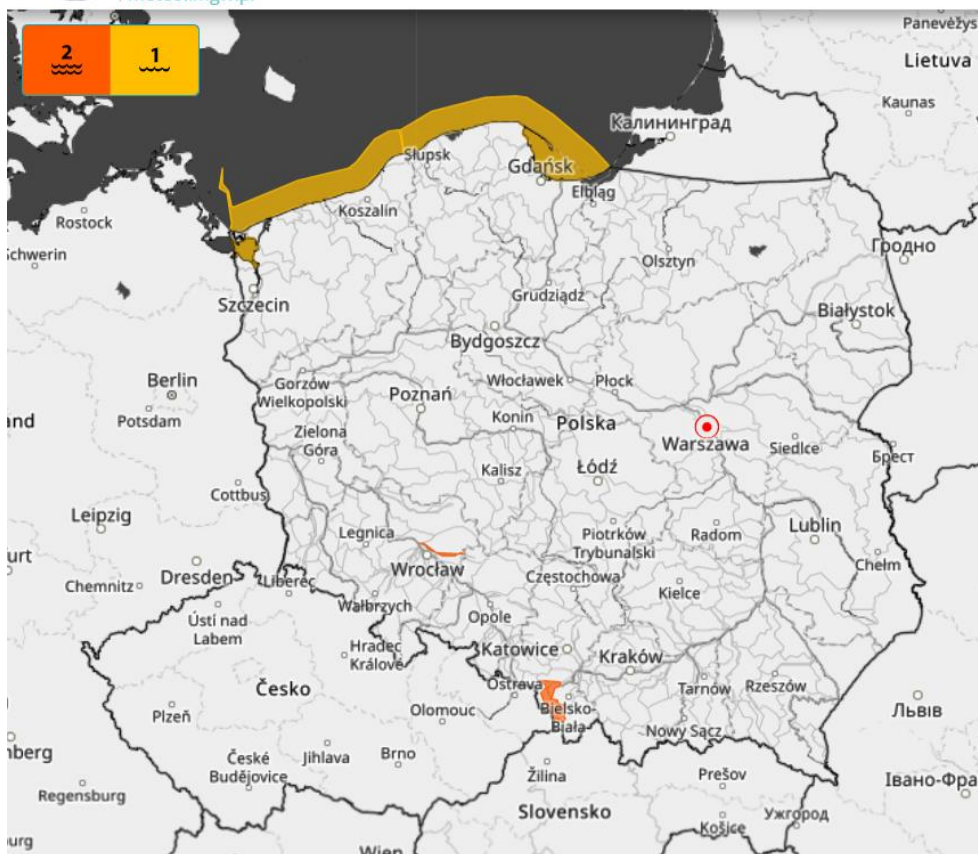 2
1
Panevėžys
Lietuva
Kaunas
Калининград
Słupsk
Gdańsk
Elbląg
Koszalin
Rostock
Schwerin
Гродно
Olsztyn
Szczecin
Grudziądz
Białystok
Bydgoszcz
Berlin
Gorzów
Wielkopolski
Włocławek
Płock
Poznań
Potsdam
Konin
Polska
Warszawa
Siedlce
Брест
Zielona
Góra
Kalisz
Łódź
Cottbus
Leipzig
Legnica
Piotrków
Trybunalski
Radom
Lublin
Wrocław
Chełm
Dresden
Chemnitz
Liberec
Częstochowa
Kielce
Wałbrzych
Ústí nad
Labem
Opole
Hradec
Králové
Katowice
Kraków
Česko
Ostrava
Tarnów
Rzeszów
Bielsko-
Biała
Plzeň
Olomouc
Nowy Sącz
Львів
České
Budějovice
Jihlava
Brno
Žilina
Prešov
Regensburg
Slovensko
Košice
Ужгород
Івано-Фра
Wien